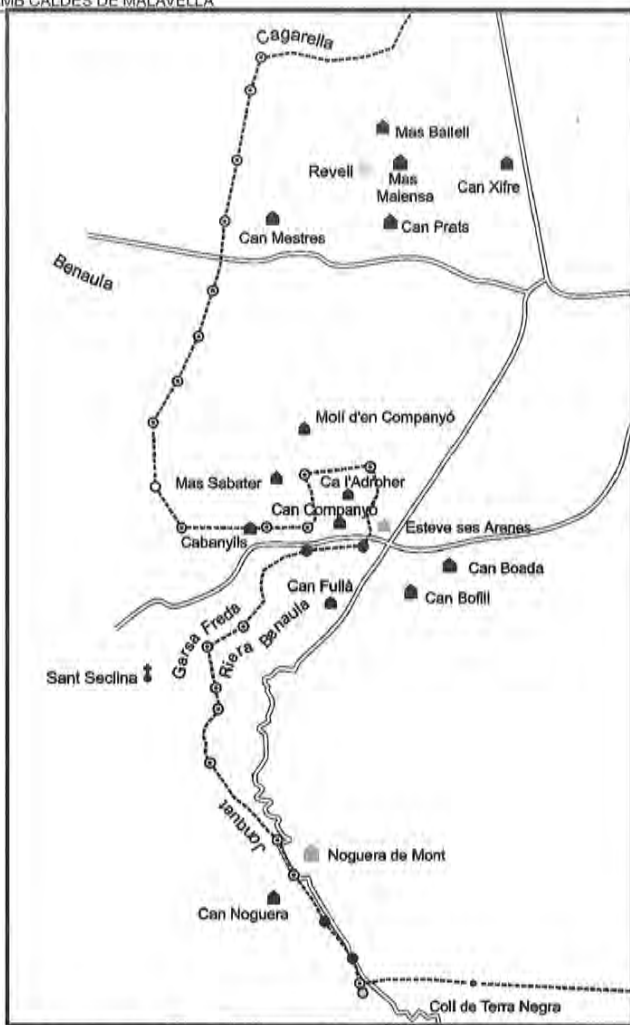 MB CALDES DE MALAVELLA
Cagarella
Mas Ballell
Revell
Mas
Malensa
Can Xifre
Can Mestres
Can Prats
Benaula
Molí d'en Companyó
Mas Sabater
Ca l'Adroher
Can Companyó
Cabanyils
Esteve ses Arenes
Can Boada
Can Fullà
Can Bofill
Garsa Freda
Riera Benaula
Sant Seclina
Jonquet
Noguera de Mont
Can Noguera
Coll de Terra Negra